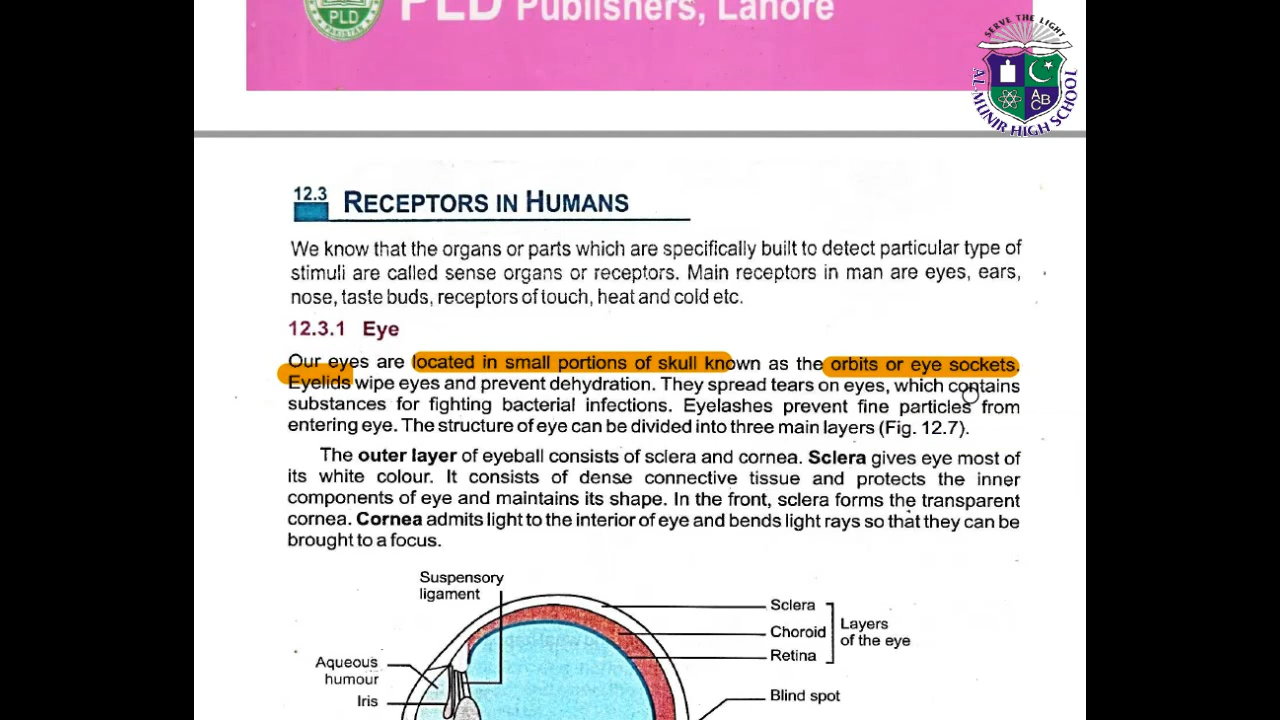 PLD Publishers, Lahore
PLD
SERVE THE LIGHT
ABC
AL-MUNIR HIGH SCHOOL
12.3 RECEPTORS IN HUMANS
We know that the organs or parts which are specifically built to detect particular type of
stimuli are called sense organs or receptors. Main receptors in man are eyes, ears,
nose, taste buds, receptors of touch, heat and cold etc.
12.3.1 Eye
Our eyes are located in small portions of skull known as the orbits or eye sockets.
Eyelids wipe eyes and prevent dehydration. They spread tears on eyes, which contains
substances for fighting bacterial infections. Eyelashes prevent fine particles from
entering eye. The structure of eye can be divided into three main layers (Fig. 12.7).
The outer layer of eyeball consists of sclera and cornea. Sclera gives eye most of
its white colour. It consists of dense connective tissue and protects the inner
components of eye and maintains its shape. In the front, sclera forms the transparent
cornea. Cornea admits light to the interior of eye and bends light rays so that they can be
brought to a focus.
Suspensory
ligament
Sclera
Choroid
Retina
Layers
of the eye
Aqueous
humour
Iris
Blind spot